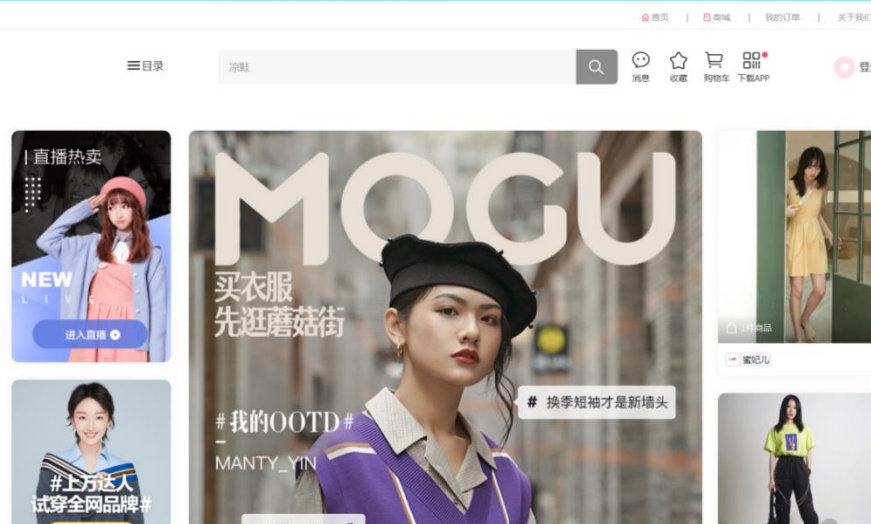 首页 | 商城 | 我的订单 | 关于我们
目录
凉鞋
消息 收藏 购物车 下载APP
直播热卖
NEW
LIVE
进入直播
#上万达人
试穿全网品牌#
MOGU
买衣服
先逛蘑菇街
#我的OOTD#
MANTY_YIN
# 换季短袖才是新墙头
1件商品
蜜妃儿